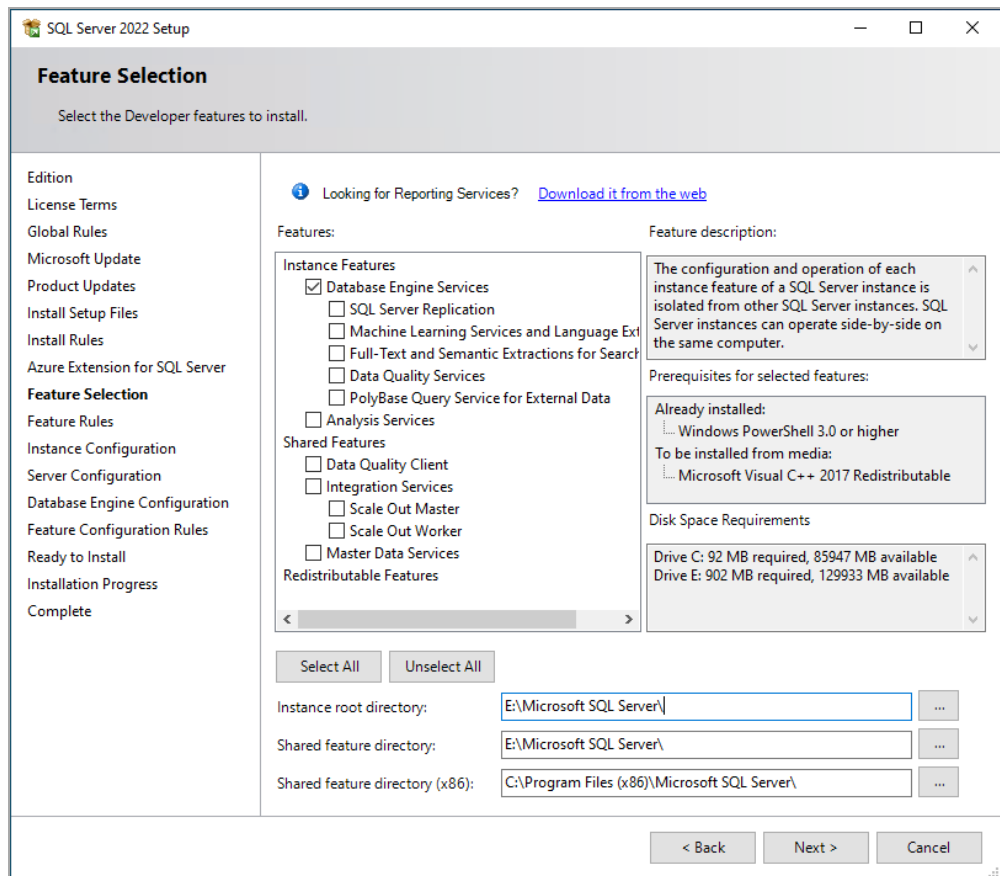 SQL Server 2022 Setup
Feature Selection
Select the Developer features to install.
Edition
License Terms
Global Rules
Microsoft Update
Product Updates
Install Setup Files
Install Rules
Azure Extension for SQL Server
Feature Selection
Feature Rules
Instance Configuration
Server Configuration
Database Engine Configuration
Feature Configuration Rules
Ready to Install
Installation Progress
Complete
Looking for Reporting Services? Download it from the web
Features:
Instance Features
Database Engine Services
SQL Server Replication
Machine Learning Services and Language Ext
Full-Text and Semantic Extractions for Search
Data Quality Services
PolyBase Query Service for External Data
Analysis Services
Shared Features
Data Quality Client
Integration Services
Scale Out Master
Scale Out Worker
Master Data Services
Redistributable Features
Feature description:
The configuration and operation of each
instance feature of a SQL Server instance is
isolated from other SQL Server instances. SQL
Server instances can operate side-by-side on
the same computer.
Prerequisites for selected features:
Already installed:
Windows PowerShell 3.0 or higher
To be installed from media:
Microsoft Visual C++ 2017 Redistributable
Disk Space Requirements
Drive C: 92 MB required, 85947 MB available
Drive E: 902 MB required, 129933 MB available
Select All
Unselect All
Instance root directory: E:\Microsoft SQL Server\ ...
Shared feature directory: E:\Microsoft SQL Server\ ...
Shared feature directory (x86): C:\Program Files (x86)\Microsoft SQL Server\ ...
< Back
Next >
Cancel